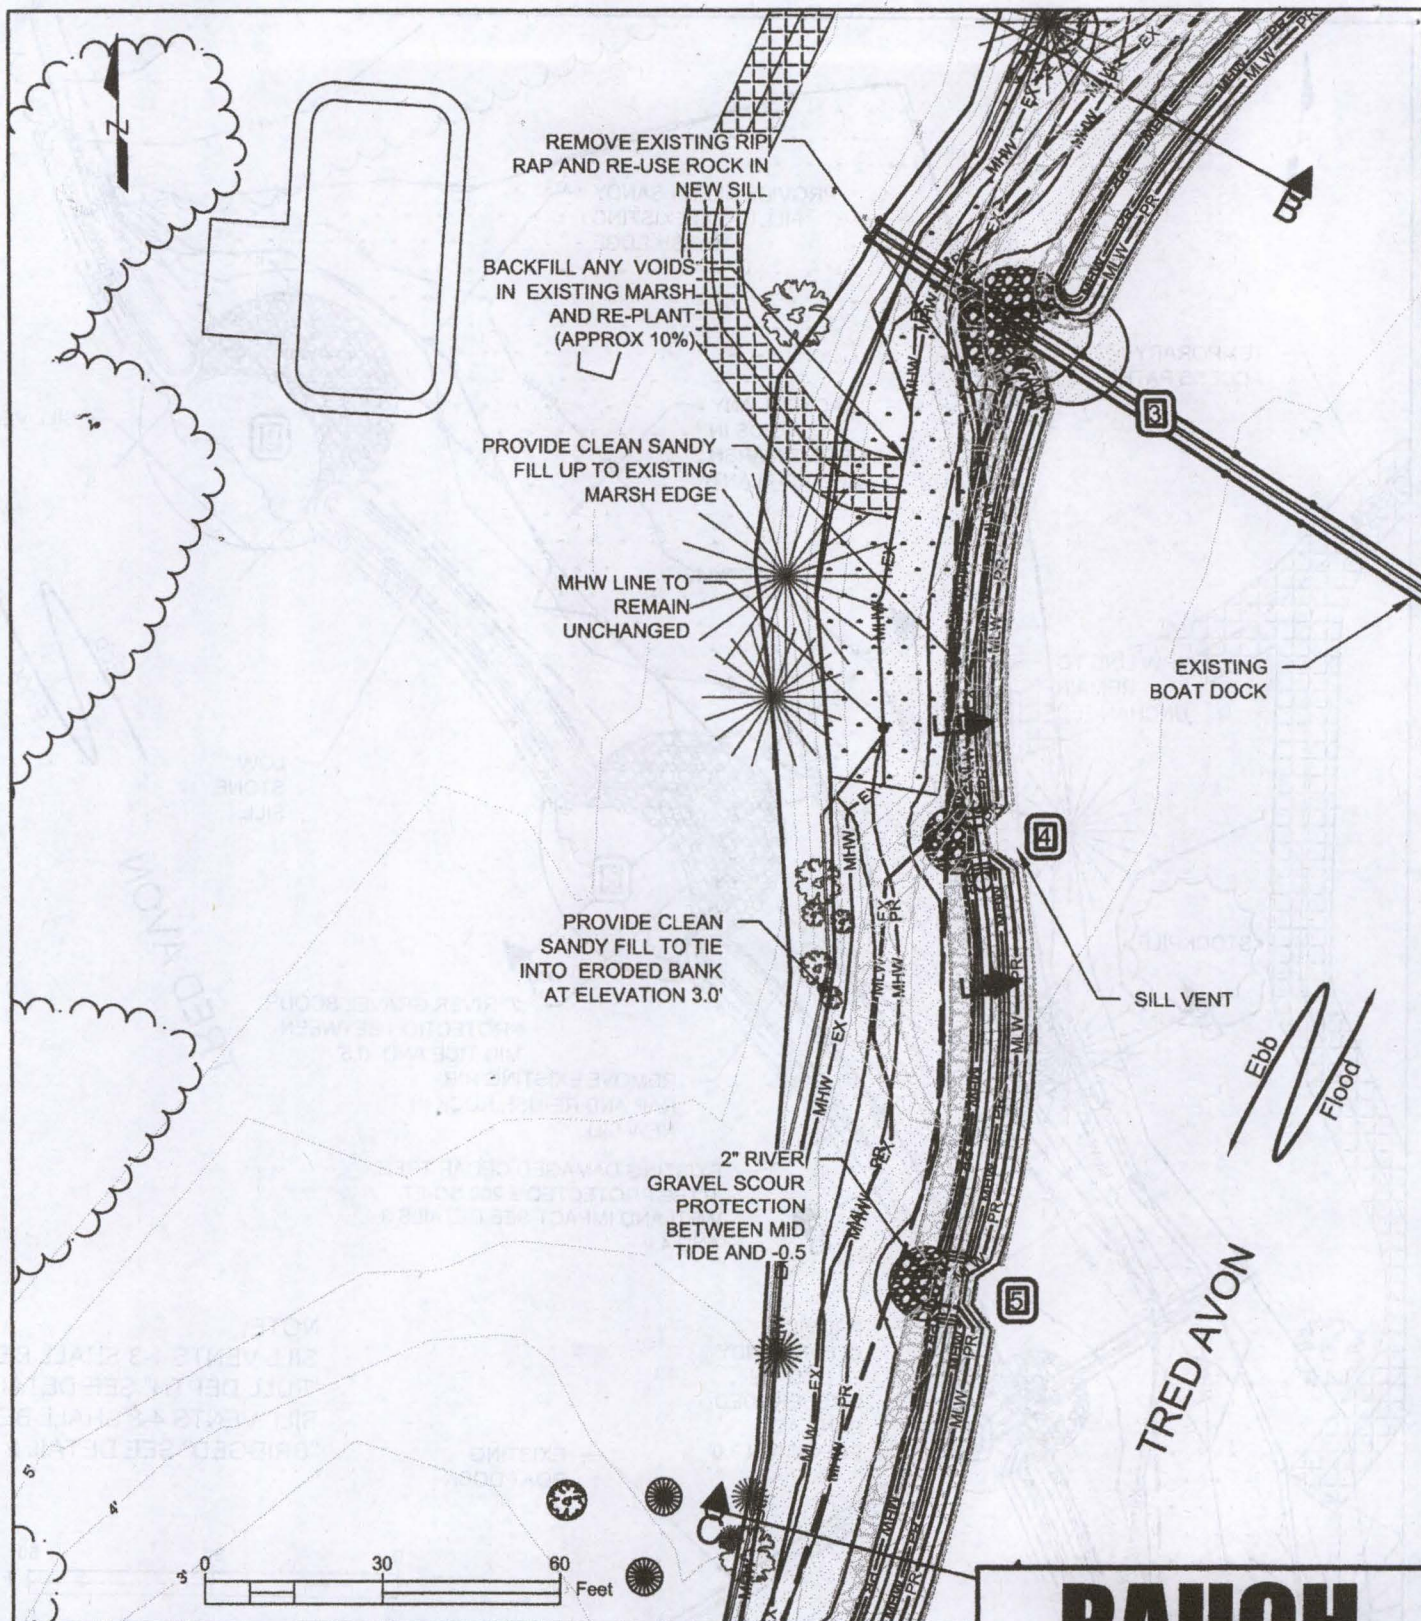 N
REMOVE EXISTING RIP
RAP AND RE-USE ROCK IN
NEW SILL
B
BACKFILL ANY VOIDS
IN EXISTING MARSH
AND RE-PLANT
(APPROX 10%)
3
PROVIDE CLEAN SANDY
FILL UP TO EXISTING
MARSH EDGE
MHW LINE TO
REMAIN
UNCHANGED
EXISTING
BOAT DOCK
4
PROVIDE CLEAN
SANDY FILL TO TIE
INTO ERODED BANK
AT ELEVATION 3.0'
SILL VENT
Ebb
Flood
2" RIVER
GRAVEL SCOUR
PROTECTION
BETWEEN MID
TIDE AND -0.5
5
TRED AVON
EX
MHW
MLW
PR
5'
4'
C
0 30 60
Feet
RAUCH